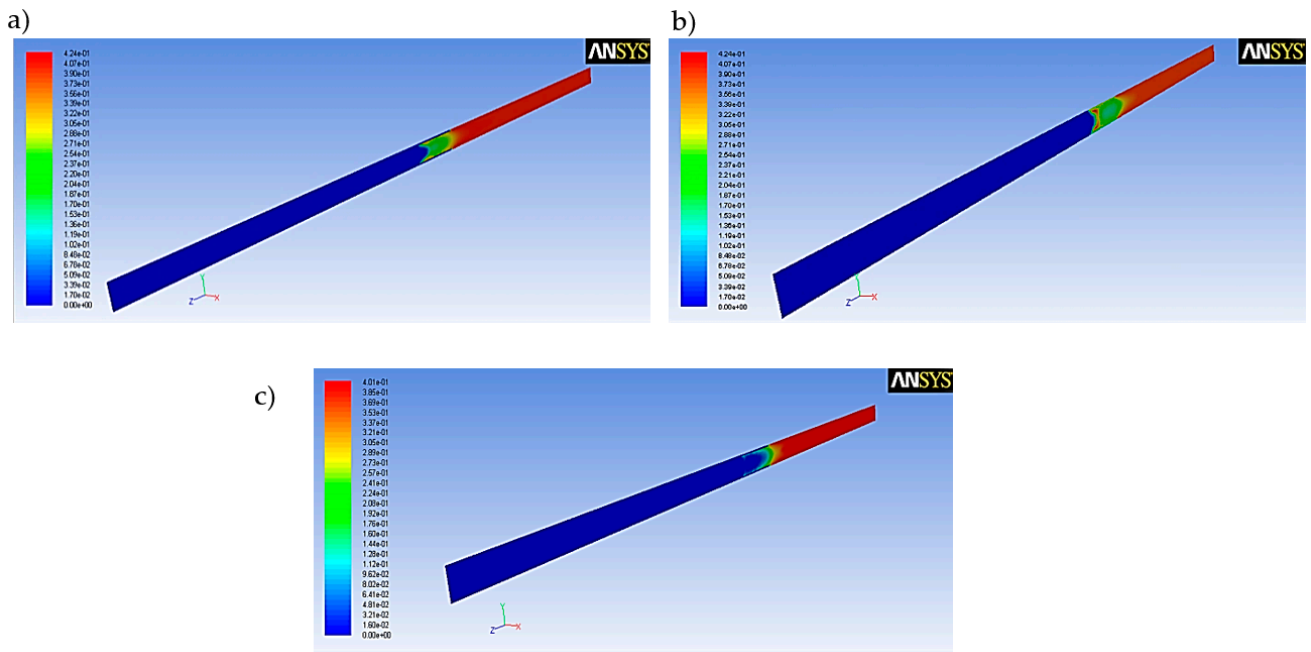 a)
ANSYS
4.24e-01
4.07e-01
3.90e-01
3.73e-01
3.56e-01
3.39e-01
3.22e-01
3.05e-01
2.88e-01
2.71e-01
2.54e-01
2.37e-01
2.20e-01
2.04e-01
1.87e-01
1.70e-01
1.53e-01
1.36e-01
1.19e-01
1.02e-01
8.48e-02
6.78e-02
5.09e-02
3.39e-02
1.70e-02
0.00e+00
Y
Z
X
b)
ANSYS
4.24e-01
4.07e-01
3.90e-01
3.73e-01
3.56e-01
3.39e-01
3.22e-01
3.05e-01
2.88e-01
2.71e-01
2.54e-01
2.37e-01
2.21e-01
2.04e-01
1.87e-01
1.70e-01
1.53e-01
1.36e-01
1.19e-01
1.02e-01
8.48e-02
6.78e-02
5.09e-02
3.39e-02
1.70e-02
0.00e+00
Z
X
c)
ANSYS
4.01e-01
3.85e-01
3.69e-01
3.53e-01
3.37e-01
3.21e-01
3.05e-01
2.89e-01
2.73e-01
2.57e-01
2.41e-01
2.24e-01
2.08e-01
1.92e-01
1.76e-01
1.60e-01
1.44e-01
1.28e-01
1.12e-01
9.62e-02
8.02e-02
6.41e-02
4.81e-02
3.21e-02
1.60e-02
0.00e+00
Y
Z
X